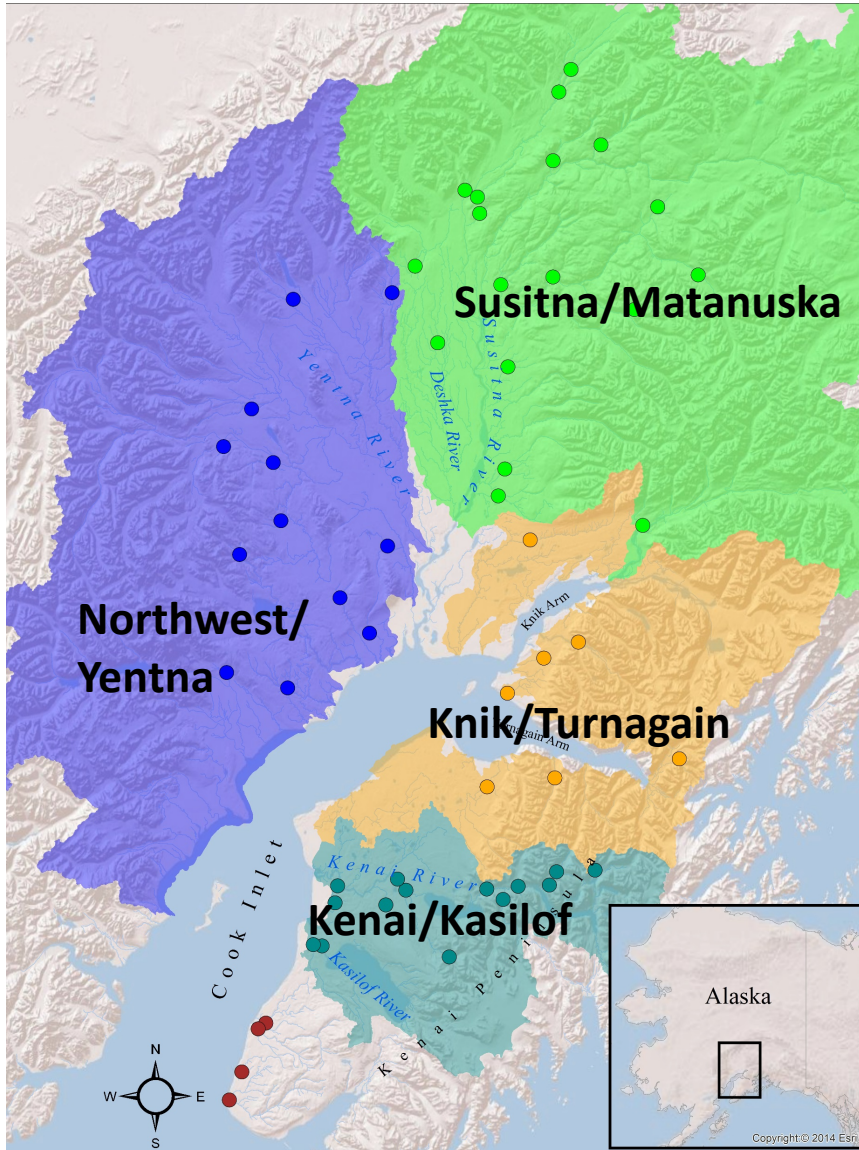 Susitna/Matanuska
Susitna River
Yentna River
Deshka River
Northwest/
Yentna
Knik Arm
Knik/Turnagain
Arm
Kenai River
Kenai/Kasilof
Cook Inlet
Kasilof River
Kenai Peninsula
Alaska
N
W
E
S
Copyright:© 2014 Esri